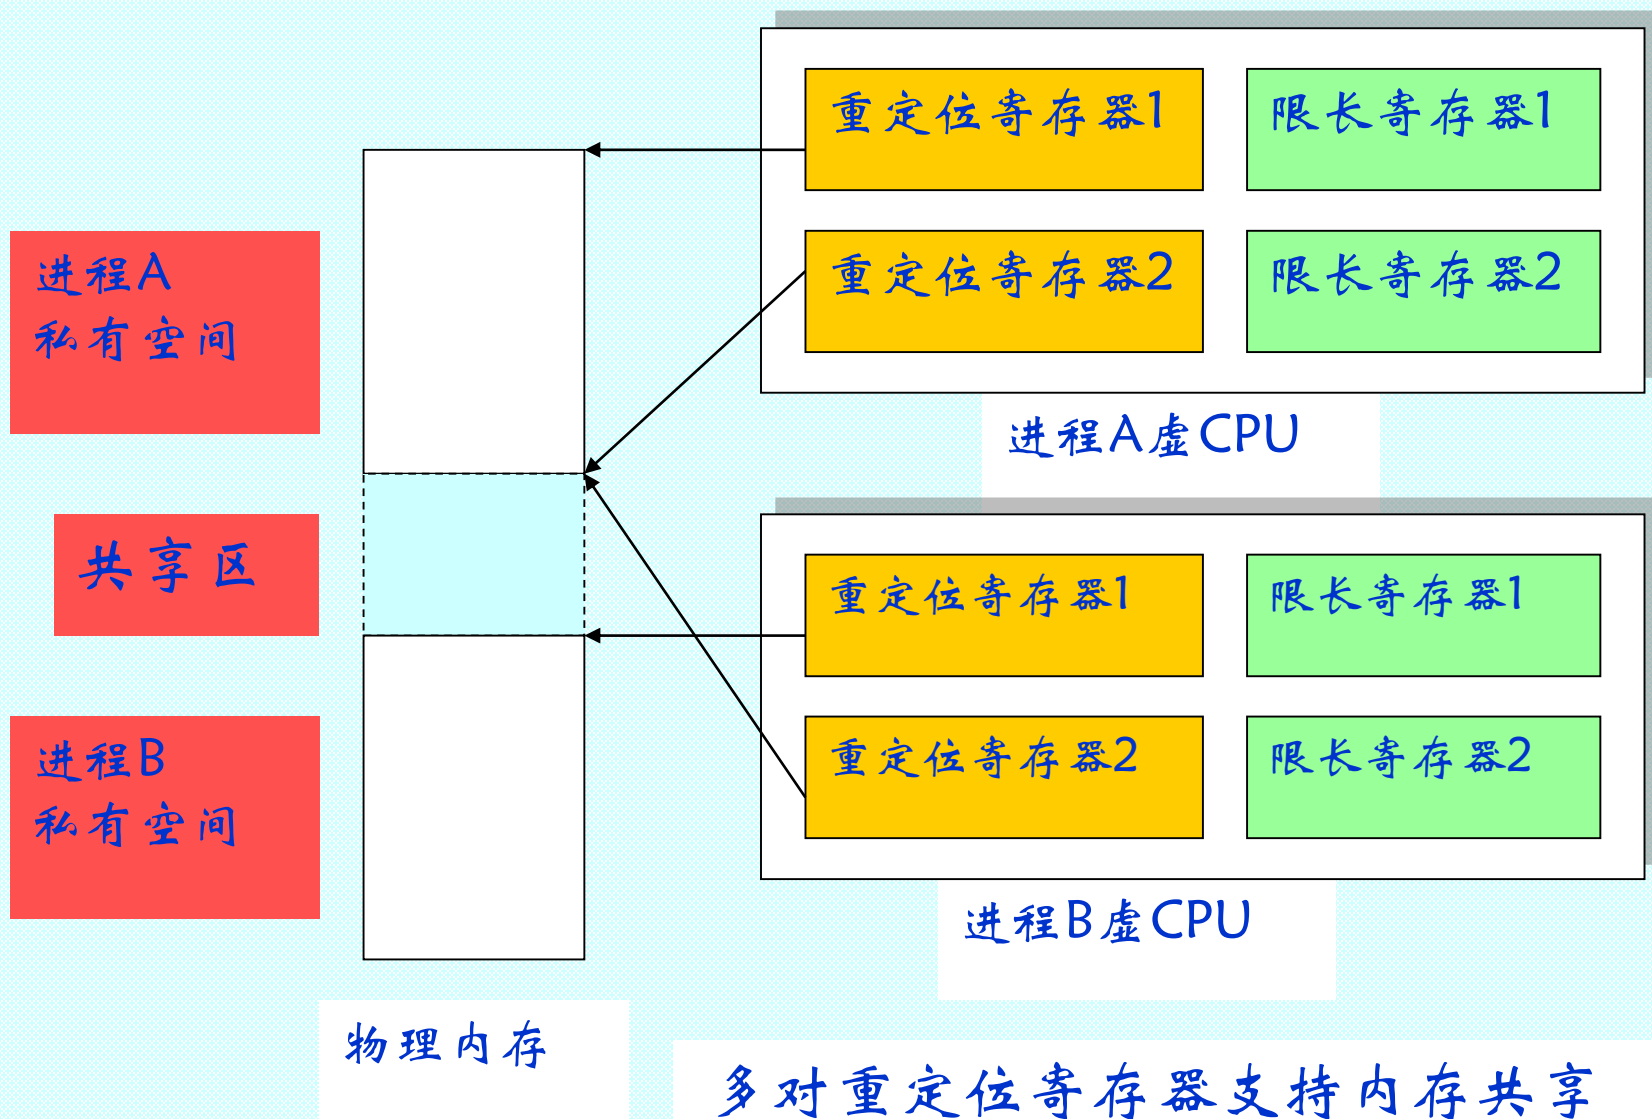 重定位寄存器1
限长寄存器1
重定位寄存器2
限长寄存器2
进程A
私有空间
进程A虚CPU
共享区
重定位寄存器1
限长寄存器1
重定位寄存器2
限长寄存器2
进程B
私有空间
进程B虚CPU
物理内存
多对重定位寄存器支持内存共享